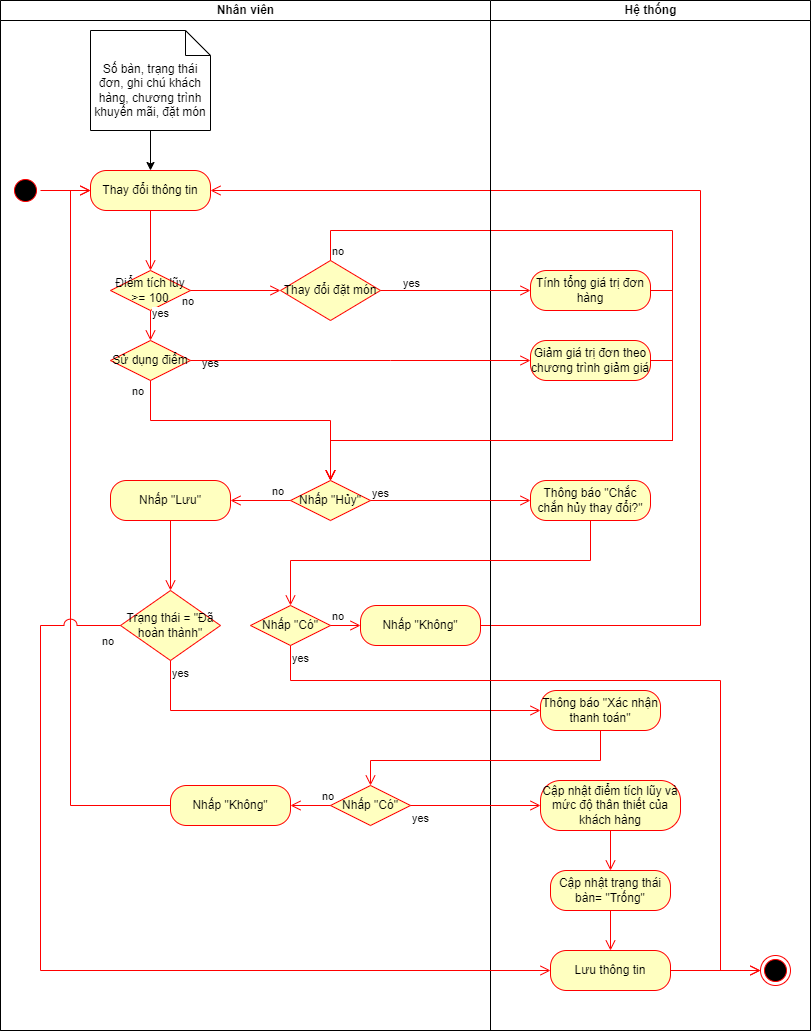 Nhân viên
Hệ thống
Số bàn, trạng thái
đơn, ghi chú khách
hàng, chương trình
khuyến mãi, đặt món
Thay đổi thông tin
no
Điểm tích lũy
>= 100
no
Thay đổi đặt món
yes
Tính tổng giá trị đơn
hàng
yes
Sử dụng điểm
yes
Giảm giá trị đơn theo
chương trình giảm giá
no
Nhấp "Lưu"
no
Nhấp "Hủy"
yes
Thông báo "Chắc
chắn hủy thay đổi?"
Trạng thái = "Đã
hoàn thành"
no
Nhấp "Có"
no
Nhấp "Không"
yes
yes
Thông báo "Xác nhận
thanh toán"
Nhấp "Không"
no
Nhấp "Có"
yes
Cập nhật điểm tích lũy và
mức độ thân thiết của
khách hàng
Cập nhật trạng thái
bàn= "Trống"
Lưu thông tin